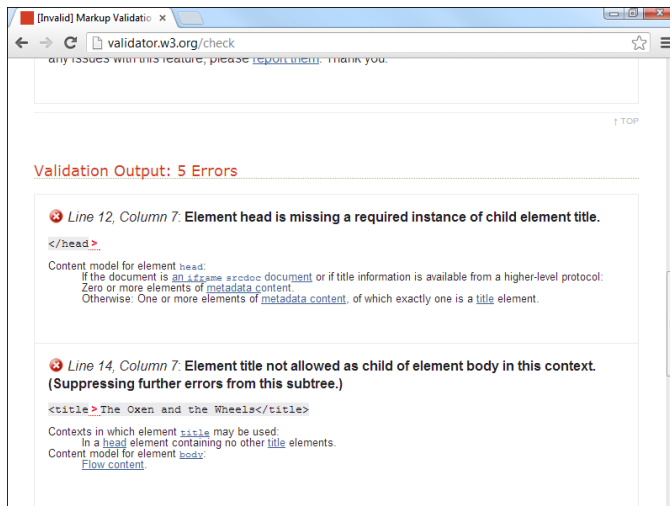 [Invalid] Markup Validatio
validator.w3.org/check
any issues with this feature, please report them. Thank you.
↑ TOP
Validation Output: 5 Errors
Line 12, Column 7: Element head is missing a required instance of child element title.
</head>
Content model for element head:
If the document is an iframe srcdoc document or if title information is available from a higher-level protocol:
Zero or more elements of metadata content.
Otherwise: One or more elements of metadata content, of which exactly one is a title element.
Line 14, Column 7: Element title not allowed as child of element body in this context.
(Suppressing further errors from this subtree.)
<title>The Oxen and the Wheels</title>
Contexts in which element title may be used:
In a head element containing no other title elements.
Content model for element body:
Flow content.